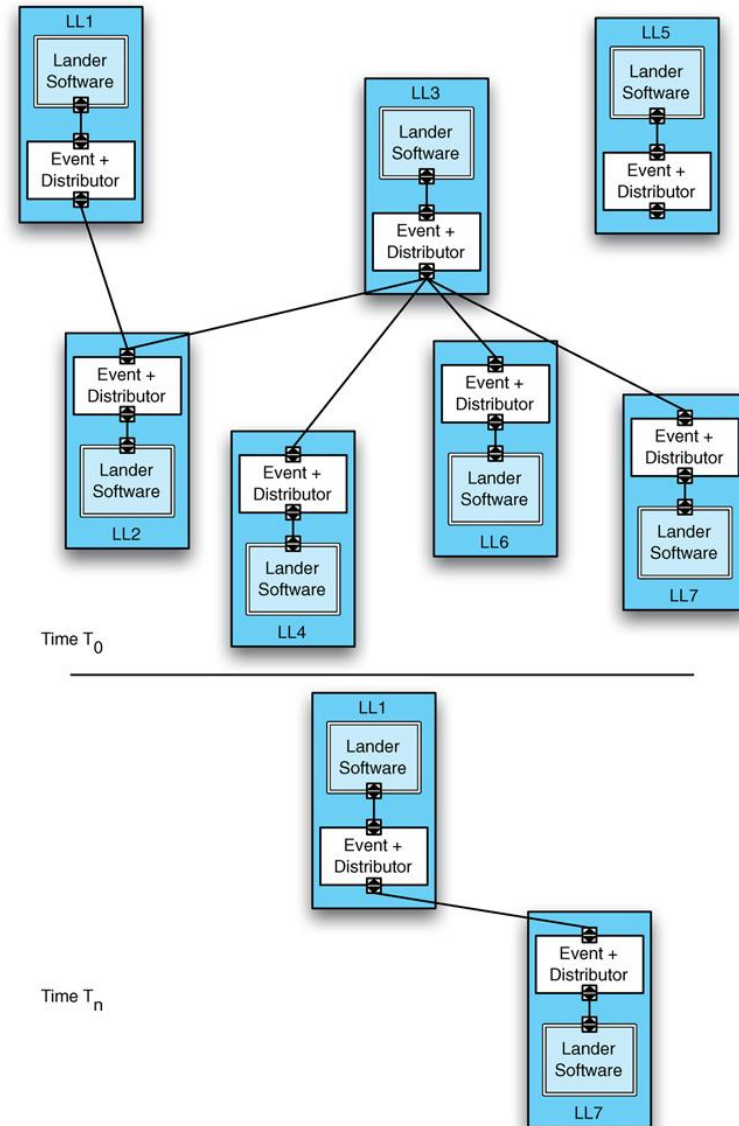 LL1
Lander
Software
Event +
Distributor
LL3
Lander
Software
Event +
Distributor
LL5
Lander
Software
Event +
Distributor
Event +
Distributor
Lander
Software
LL2
Event +
Distributor
Lander
Software
LL4
Event +
Distributor
Lander
Software
LL6
Event +
Distributor
Lander
Software
LL7
Time T0
LL1
Lander
Software
Event +
Distributor
Event +
Distributor
Lander
Software
LL7
Time Tn